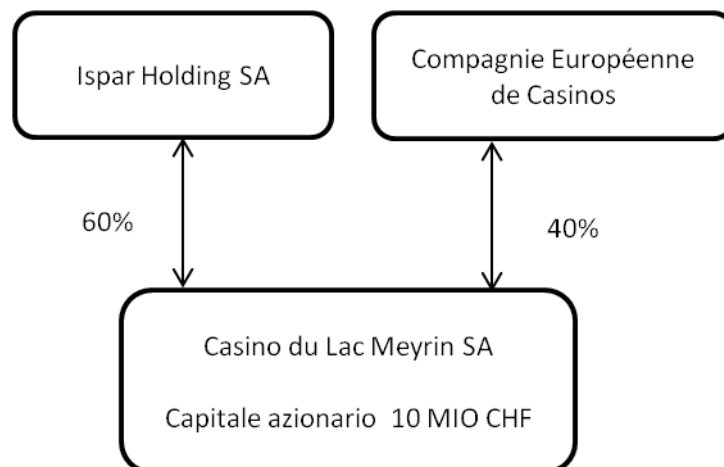 Ispar Holding SA
Compagnie Européenne
de Casinos
60%
40%
Casino du Lac Meyrin SA
Capitale azionario  10 MIO CHF